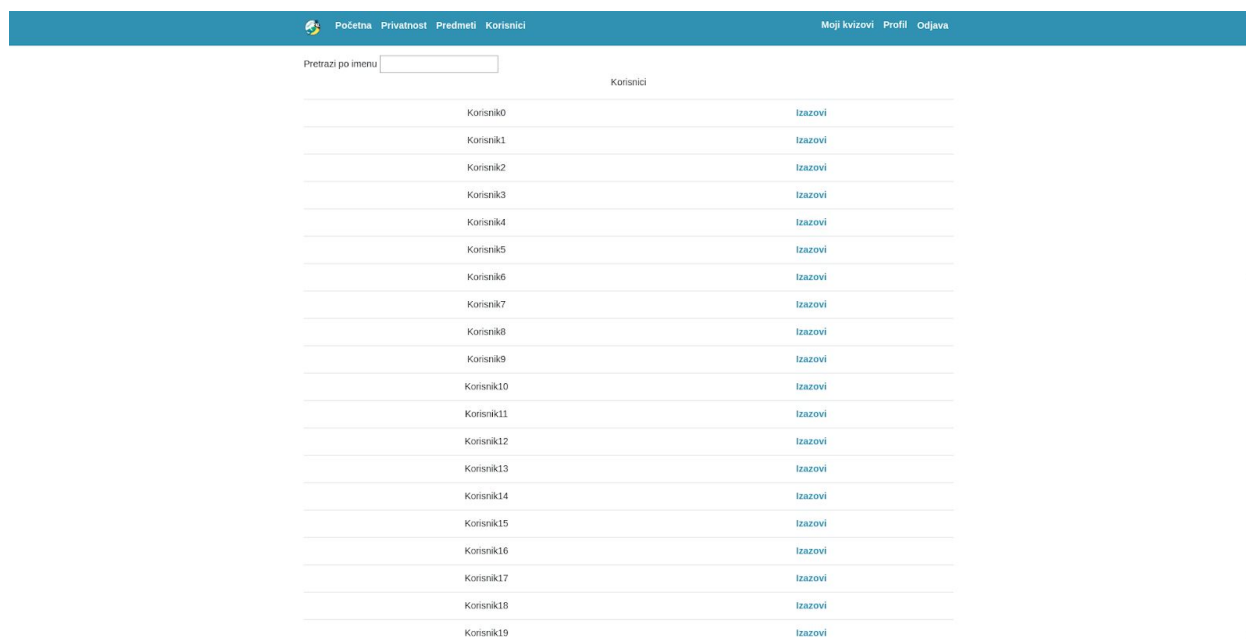 Početna Privatnost Predmeti Korisnici Moji kvizovi Profil Odjava
Pretrazi po imenu
Korisnici
Korisnik0 Izazovi
Korisnik1 Izazovi
Korisnik2 Izazovi
Korisnik3 Izazovi
Korisnik4 Izazovi
Korisnik5 Izazovi
Korisnik6 Izazovi
Korisnik7 Izazovi
Korisnik8 Izazovi
Korisnik9 Izazovi
Korisnik10 Izazovi
Korisnik11 Izazovi
Korisnik12 Izazovi
Korisnik13 Izazovi
Korisnik14 Izazovi
Korisnik15 Izazovi
Korisnik16 Izazovi
Korisnik17 Izazovi
Korisnik18 Izazovi
Korisnik19 Izazovi